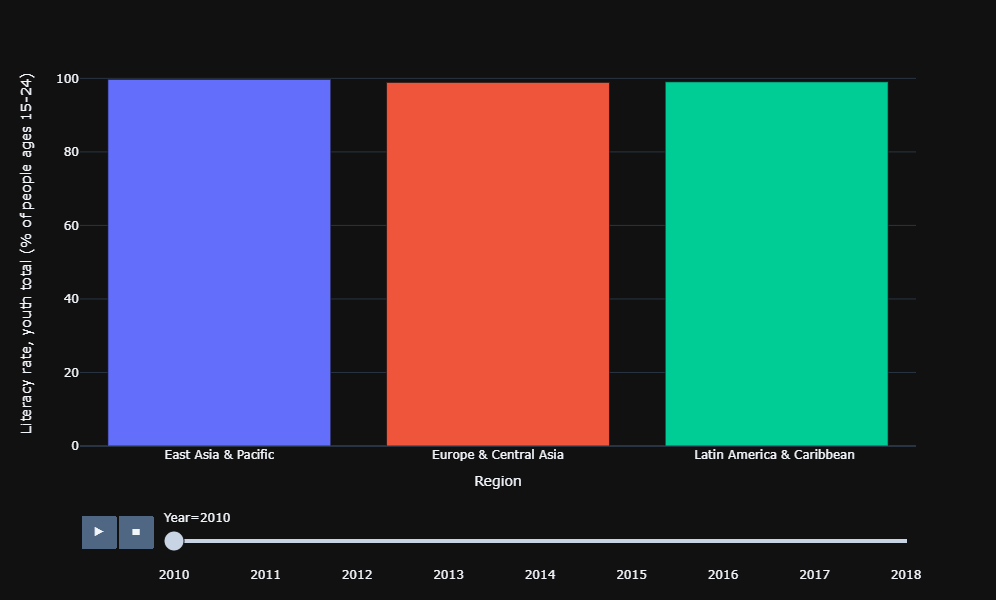 Literacy rate, youth total (% of people ages 15-24)
100
80
60
40
20
0
East Asia & Pacific
Europe & Central Asia
Latin America & Caribbean
Region
Year=2010
2010
2011
2012
2013
2014
2015
2016
2017
2018